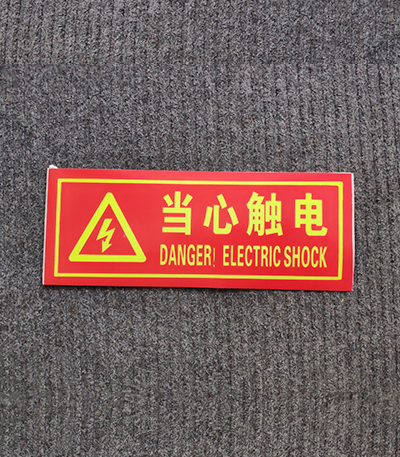 当心触电
DANGER! ELECTRIC SHOCK